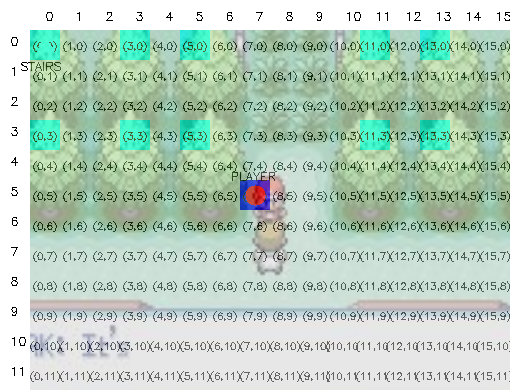 0 1 2 3 4 5 6 7 8 9 10 11 12 13 14 15
0 (1,0) (2,0) (3,0) (4,0) (5,0) (6,0) (7,0) (8,0) (9,0) (10,0) (11,0) (12,0) (13,0) (14,0) (15,0)
STAIRS
1 (0,1) (1,1) (2,1) (3,1) (4,1) (5,1) (6,1) (7,1) (8,1) (9,1) (10,1) (11,1) (12,1) (13,1) (14,1) (15,1)
2 (0,2) (1,2) (2,2) (3,2) (4,2) (5,2) (6,2) (7,2) (8,2) (9,2) (10,2) (11,2) (12,2) (13,2) (14,2) (15,2)
3 (0,3) (1,3) (2,3) (3,3) (4,3) (5,3) (6,3) (7,3) (8,3) (9,3) (10,3) (11,3) (12,3) (13,3) (14,3) (15,3)
4 (0,4) (1,4) (2,4) (3,4) (4,4) (5,4) (6,4) (7,4) (8,4) (9,4) (10,4) (11,4) (12,4) (13,4) (14,4) (15,4)
PLAYER
5 (0,5) (1,5) (2,5) (3,5) (4,5) (5,5) (6,5) (8,5) (9,5) (10,5) (11,5) (12,5) (13,5) (14,5) (15,5)
6 (0,6) (1,6) (2,6) (3,6) (4,6) (5,6) (6,6) (7,6) (8,6) (9,6) (10,6) (11,6) (12,6) (13,6) (14,6) (15,6)
7 (0,7) (1,7) (2,7) (3,7) (4,7) (5,7) (6,7) (7,7) (8,7) (9,7) (10,7) (11,7) (12,7) (13,7) (14,7) (15,7)
8 (0,8) (1,8) (2,8) (3,8) (4,8) (5,8) (6,8) (7,8) (8,8) (9,8) (10,8) (11,8) (12,8) (13,8) (14,8) (15,8)
9 (0,9) (1,9) (2,9) (3,9) (4,9) (5,9) (6,9) (7,9) (8,9) (9,9) (10,9) (11,9) (12,9) (13,9) (14,9) (15,9)
It's
10 (0,10) (1,10) (2,10) (3,10) (4,10) (5,10) (6,10) (7,10) (8,10) (9,10) (10,10) (11,10) (12,10) (13,10) (14,10) (15,10)
11 (0,11) (1,11) (2,11) (3,11) (4,11) (5,11) (6,11) (7,11) (8,11) (9,11) (10,11) (11,11) (12,11) (13,11) (14,11) (15,11)